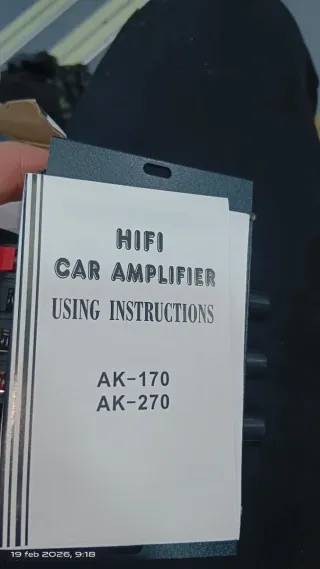 HIFI
CAR AMPLIFIER
USING INSTRUCTIONS
AK-170
AK-270
19 feb 2026, 9:18